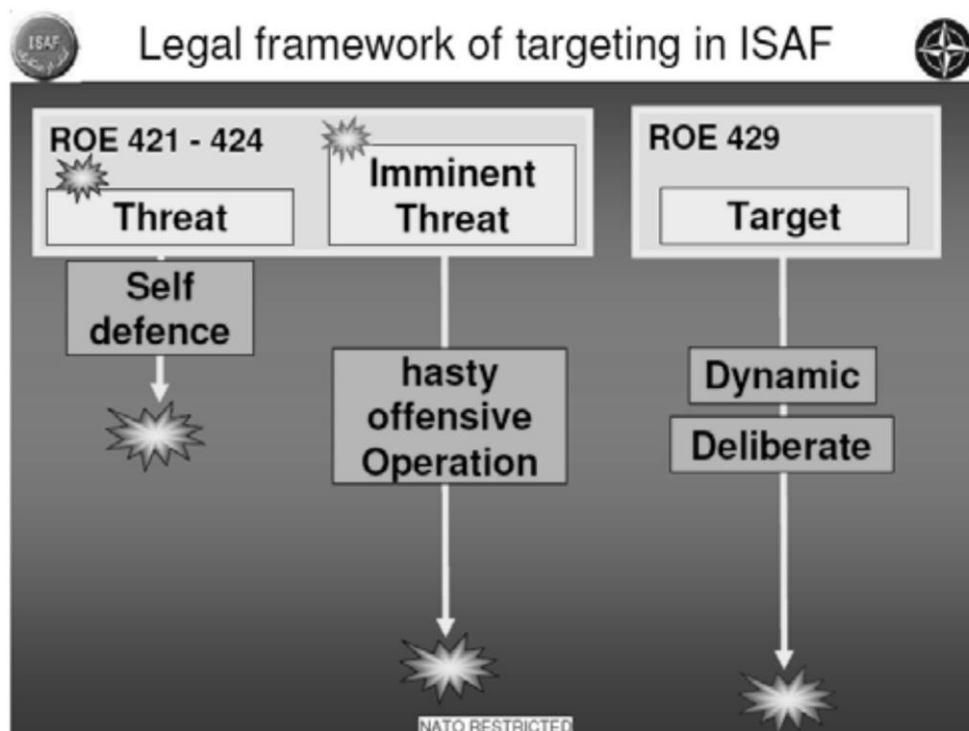 ISAF
Legal framework of targeting in ISAF
ROE 421 - 424
Threat
Imminent
Threat
ROE 429
Target
Self
defence
hasty
offensive
Operation
Dynamic
Deliberate
NATO RESTRICTED